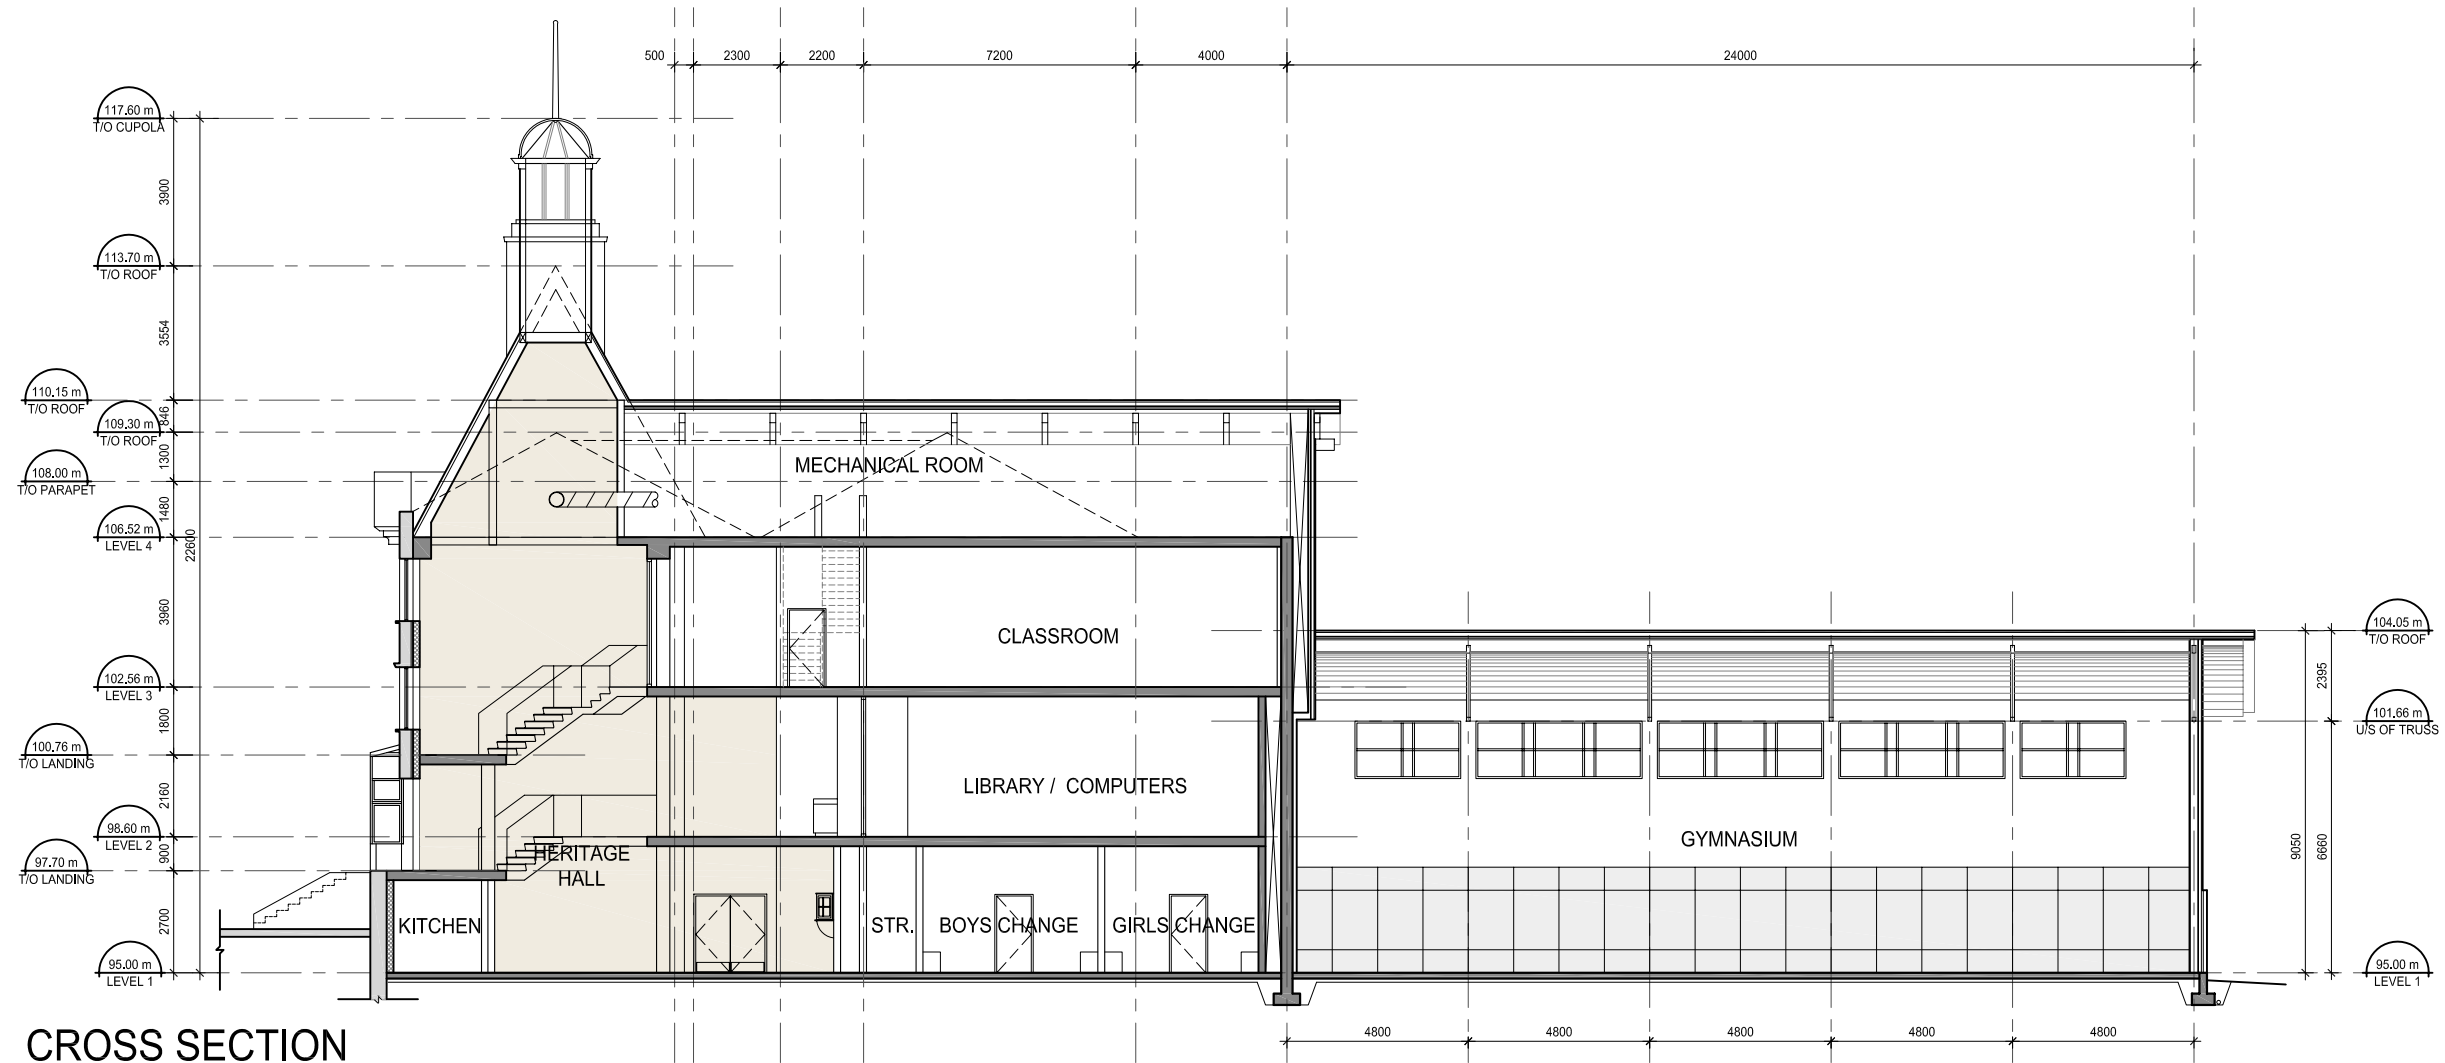 500 2300 2200 7200 4000 24000
117.60 m
T/O CUPOLA
3900
113.70 m
T/O ROOF
3554
110.15 m
T/O ROOF
846
109.30 m
T/O ROOF
1300
MECHANICAL ROOM
108.00 m
T/O PARAPET
1480
106.52 m
LEVEL 4
22600
3960
CLASSROOM
104.05 m
T/O ROOF
2395
102.56 m
LEVEL 3
1800
101.66 m
U/S OF TRUSS
100.76 m
T/O LANDING
2160
LIBRARY / COMPUTERS
98.60 m
LEVEL 2
900
GYMNASIUM
9050
6660
HERITAGE
HALL
97.70 m
T/O LANDING
2700
KITCHEN
STR.
BOYS CHANGE
GIRLS CHANGE
95.00 m
LEVEL 1
95.00 m
LEVEL 1
4800 4800 4800 4800 4800
CROSS SECTION